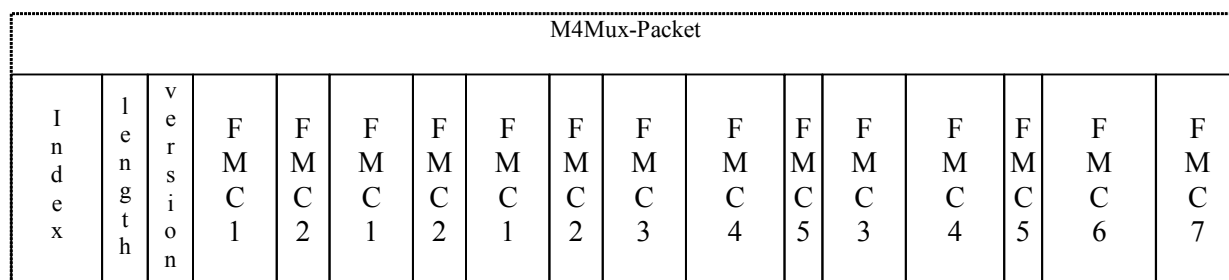 M4Mux-Packet
Index
length
version
FMC1
FMC2
FMC1
FMC2
FMC1
FMC2
FMC3
FMC4
FMC5
FMC3
FMC4
FMC5
FMC6
FMC7